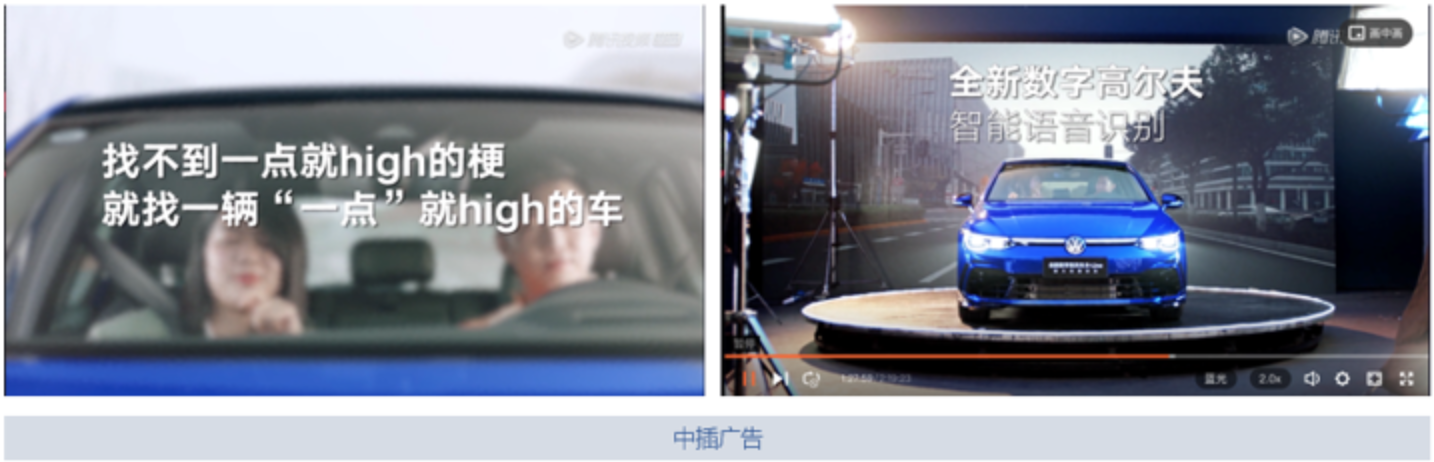 找不到一点就high的梗
就找一辆“一点”就high的车
腾讯
画中画
全新数字高尔夫
智能语音识别
蓝光
2.0x
中插广告